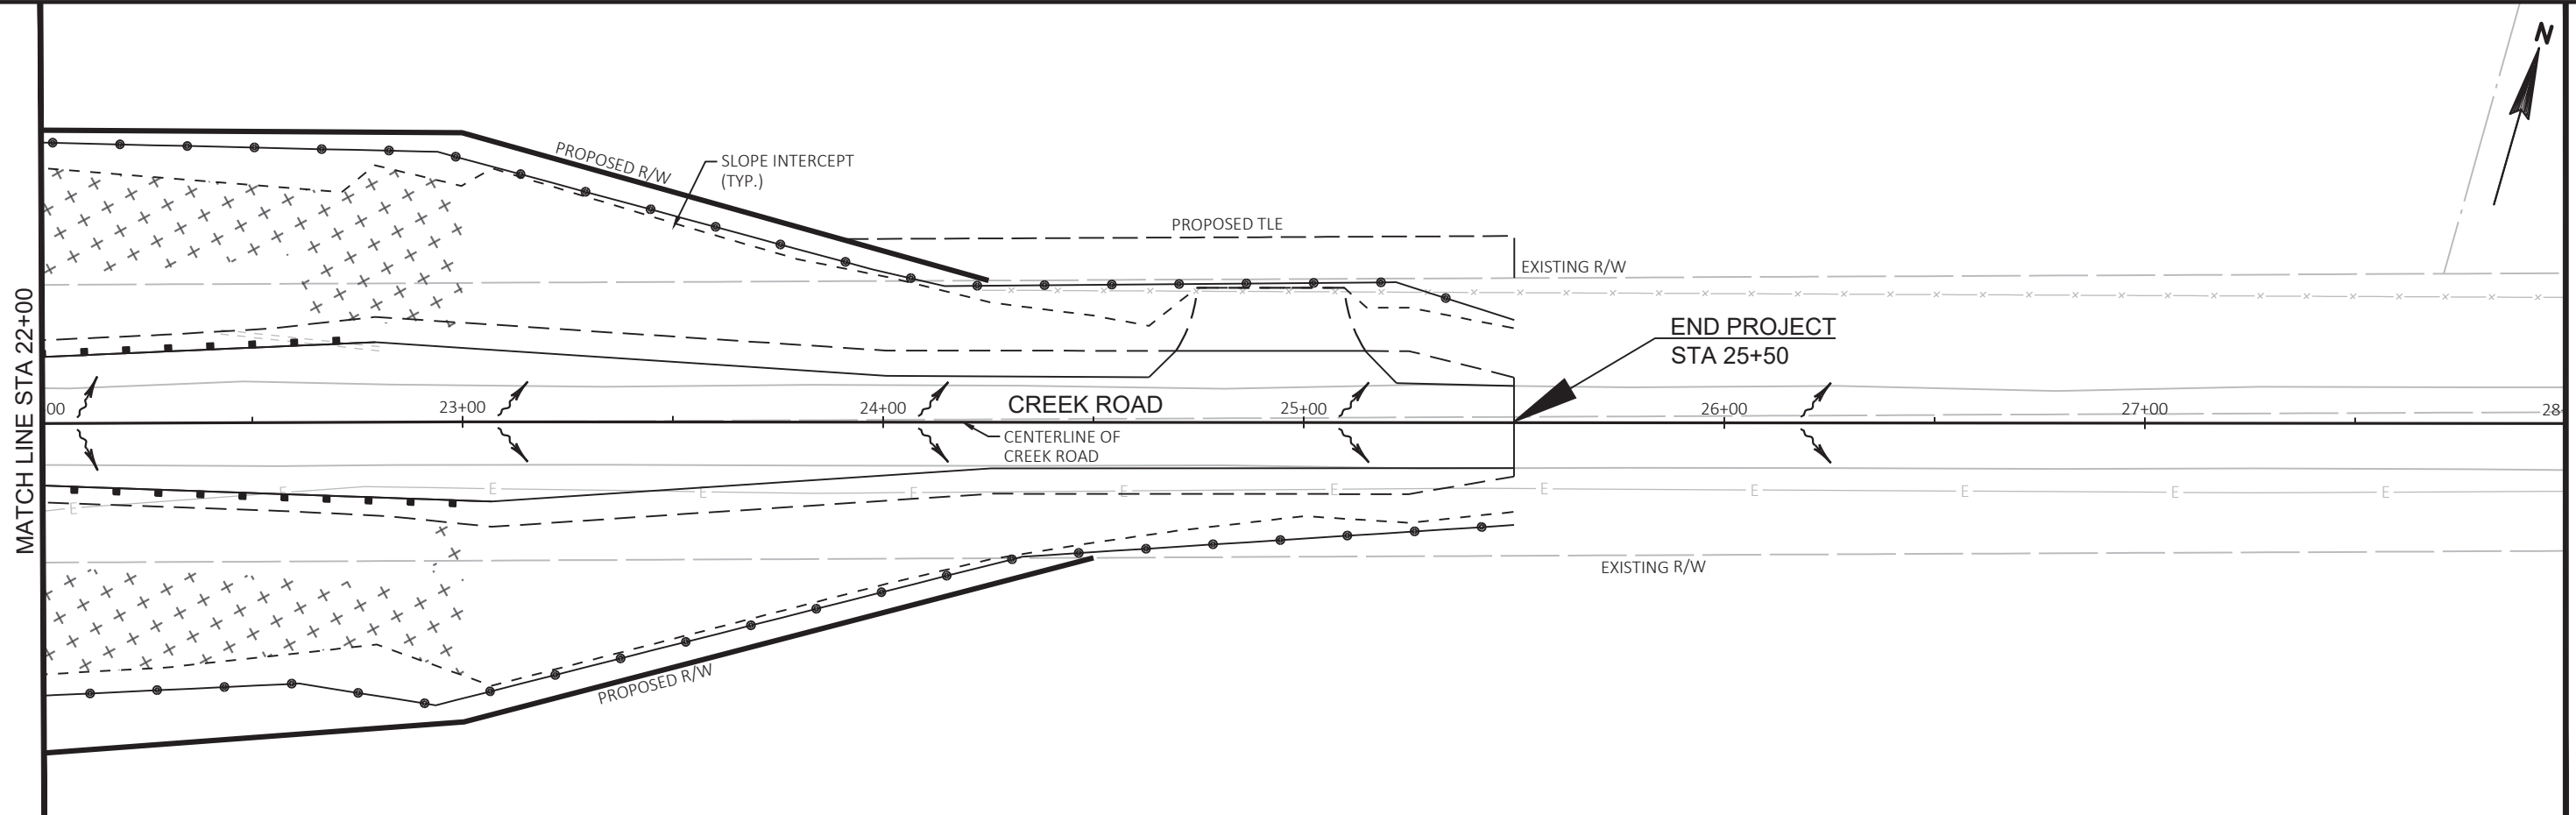 N
PROPOSED R/W
SLOPE INTERCEPT
(TYP.)
PROPOSED TLE
EXISTING R/W
MATCH LINE STA 22+00
END PROJECT
STA 25+50
00
23+00
24+00
CREEK ROAD
25+00
26+00
27+00
28
CENTERLINE OF
CREEK ROAD
E E E E E E E E E E E E
EXISTING R/W
PROPOSED R/W